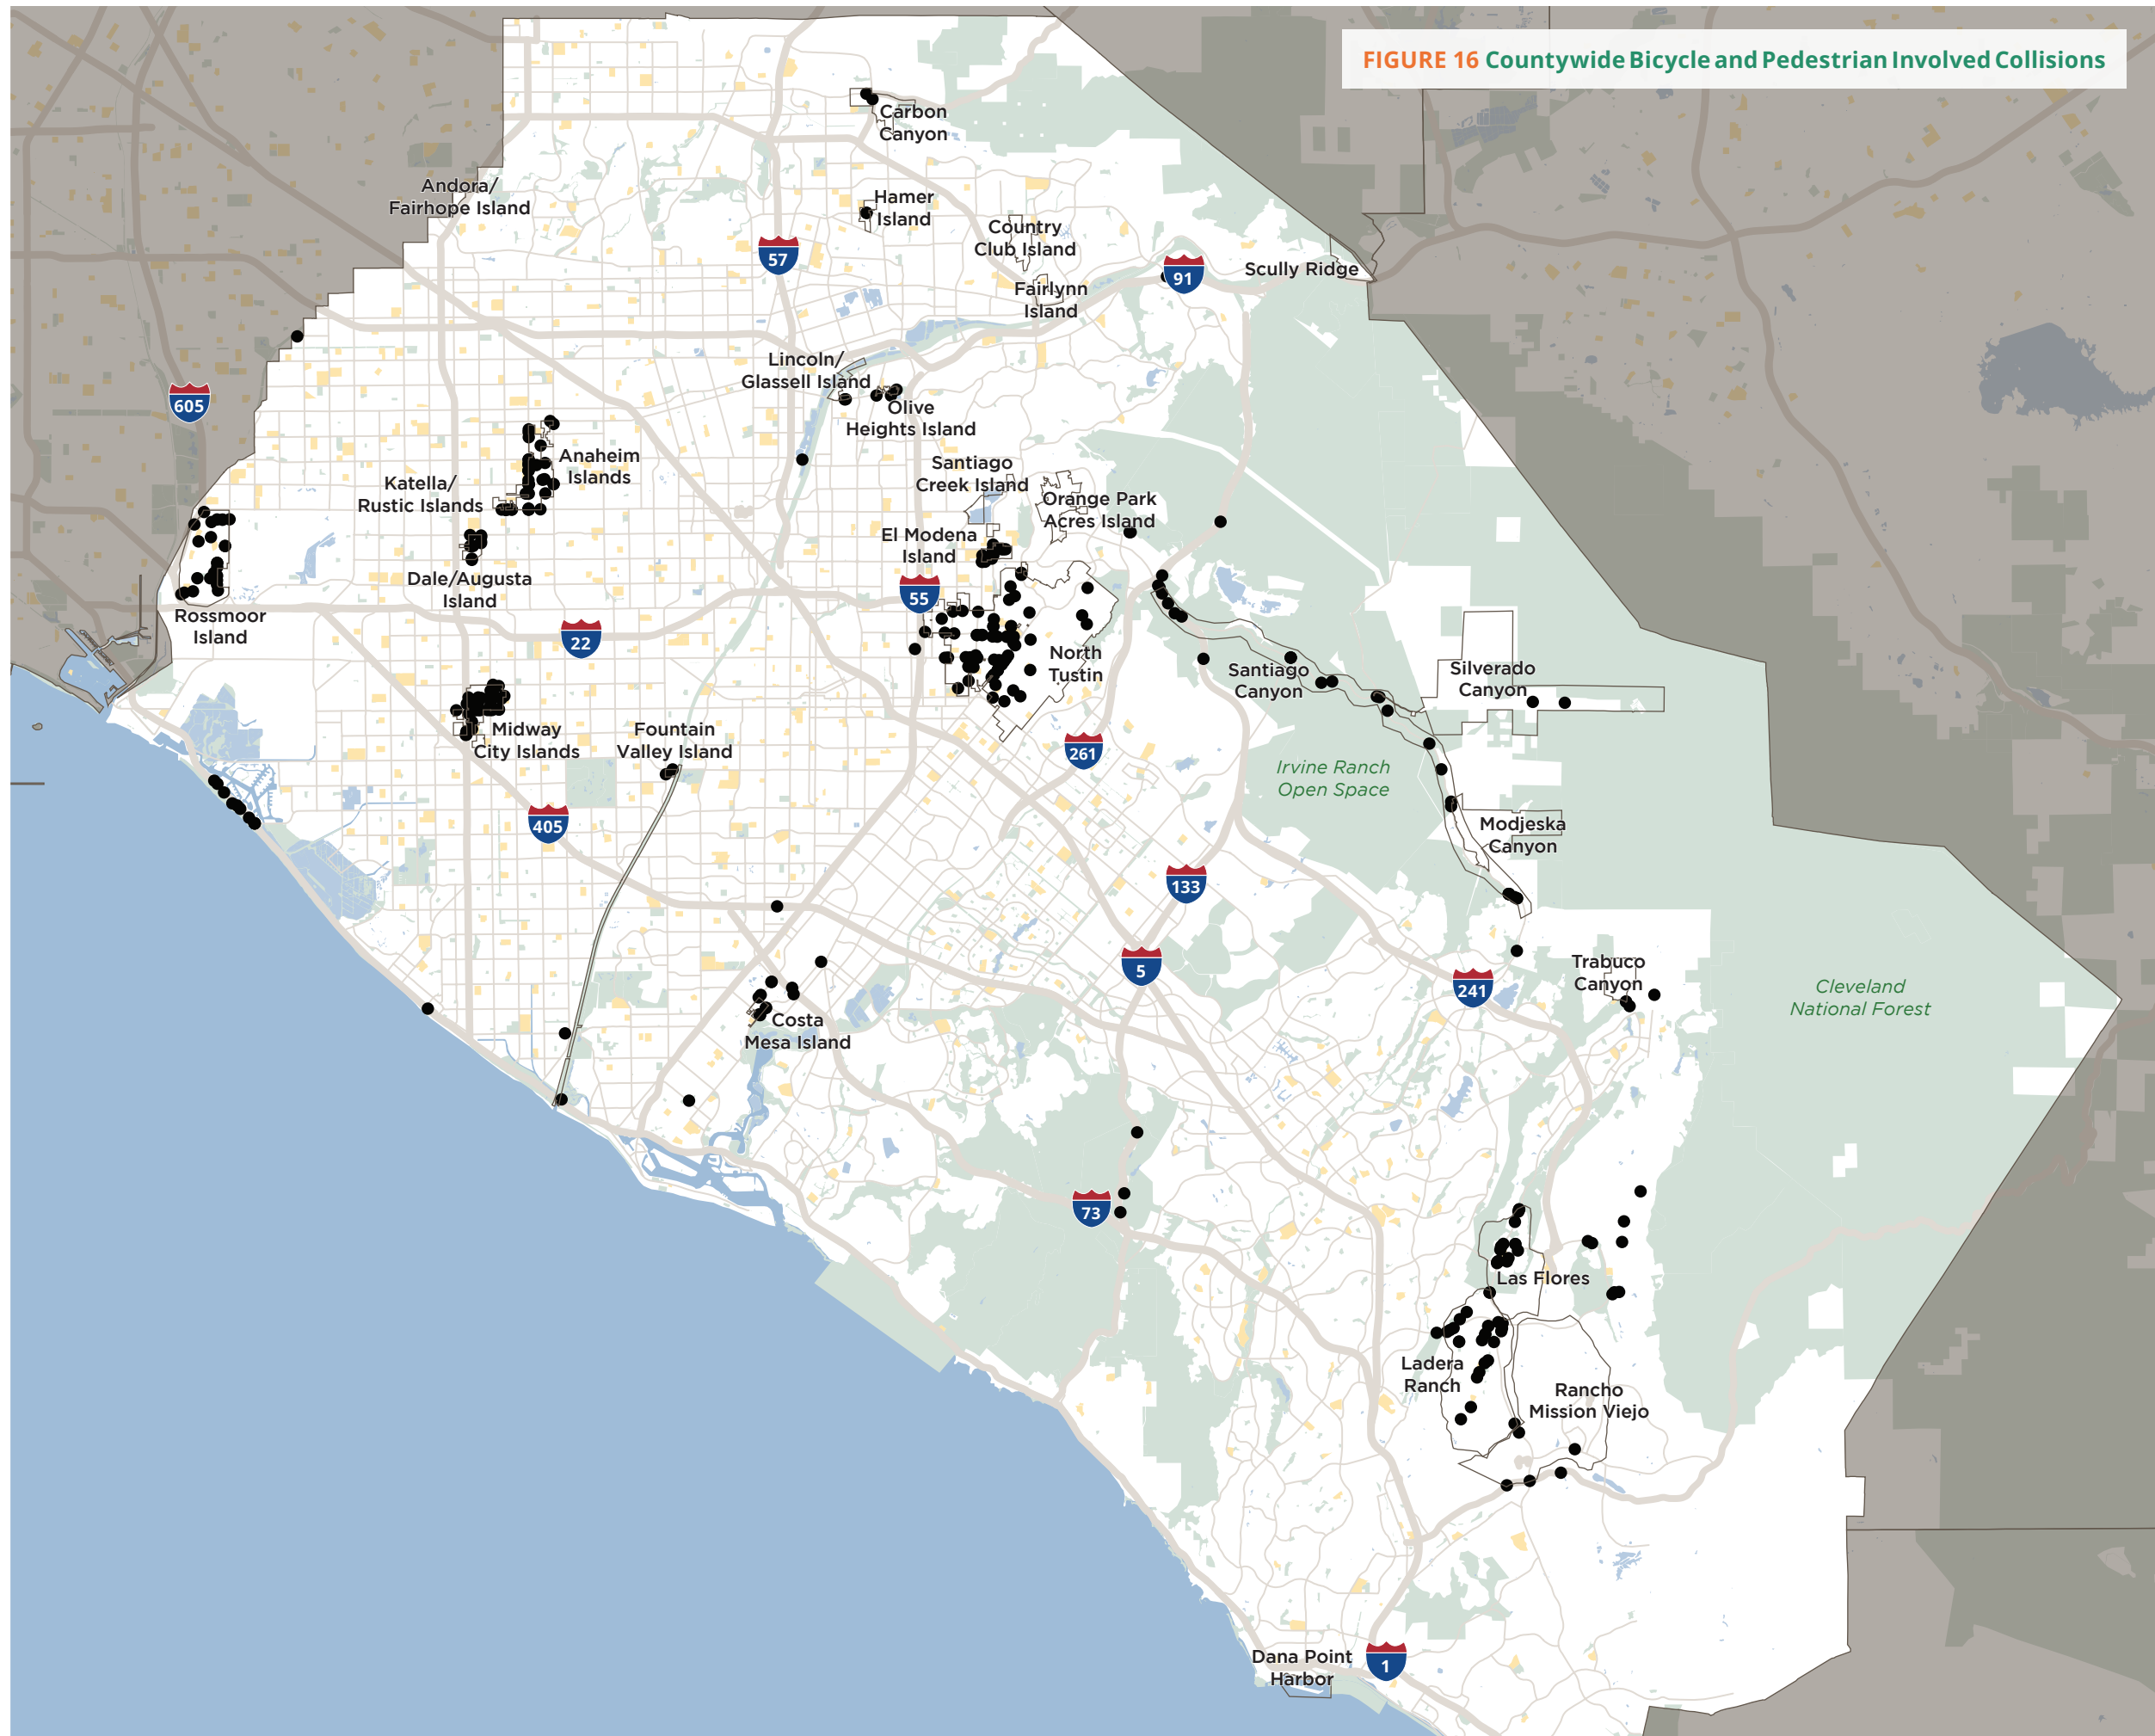 FIGURE 16 Countywide Bicycle and Pedestrian Involved Collisions
Carbon
Canyon
Andora/
Fairhope Island
Hamer
Island
Country
Club Island
57
91
Scully Ridge
Fairlynn
Island
Lincoln/
Glassell Island
605
Olive
Heights Island
Anaheim
Islands
Katella/
Rustic Islands
Santiago
Creek Island
Orange Park
Acres Island
El Modena
Island
Dale/Augusta
Island
55
Rossmoor
Island
22
North
Tustin
Santiago
Canyon
Silverado
Canyon
Midway
City Islands
Fountain
Valley Island
261
Irvine Ranch
Open Space
405
Modjeska
Canyon
133
5
Trabuco
Canyon
241
Cleveland
National Forest
Costa
Mesa Island
73
Las Flores
Ladera
Ranch
Rancho
Mission Viejo
Dana Point
Harbor
1